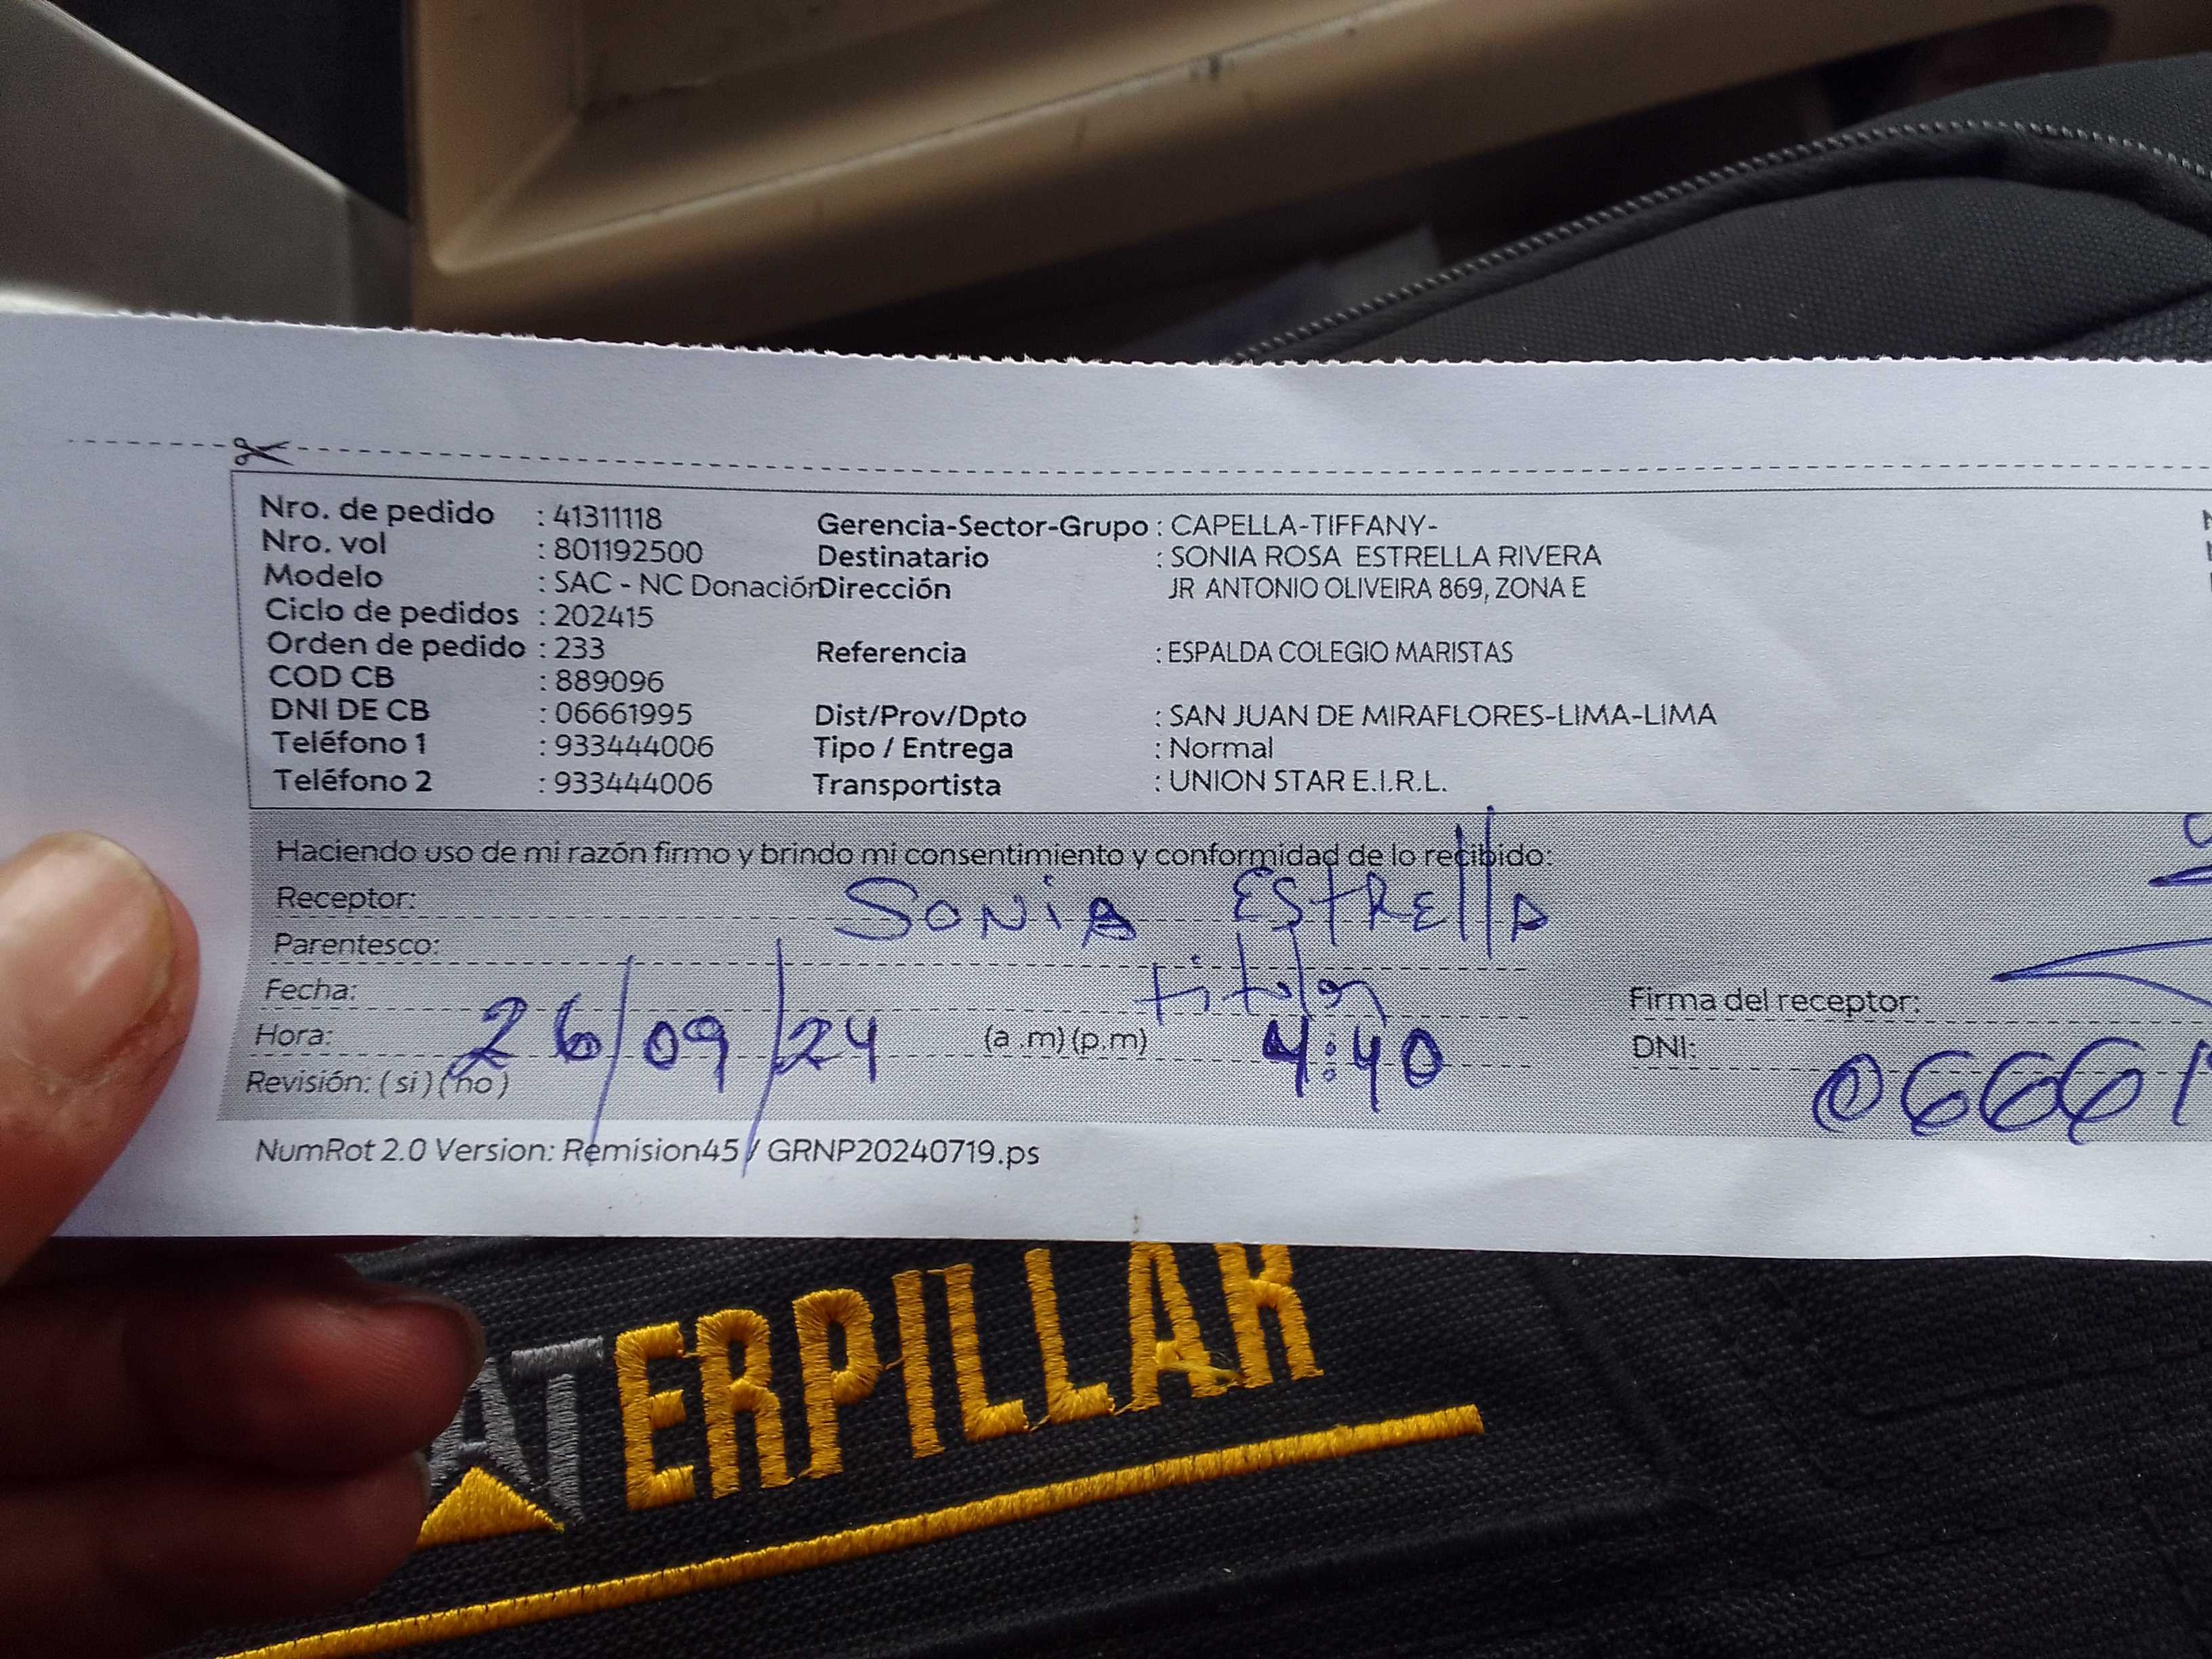 Nro. de pedido : 41311118
Nro. vol : 801192500
Modelo : SAC - NC Donación
Ciclo de pedidos : 202415
Orden de pedido : 233
COD CB : 889096
DNI DE CB : 06661995
Teléfono 1 : 933444006
Teléfono 2 : 933444006
Gerencia-Sector-Grupo : CAPELLA-TIFFANY-
Destinatario : SONIA ROSA ESTRELLA RIVERA
Dirección JR ANTONIO OLIVEIRA 869, ZONA E
Referencia : ESPALDA COLEGIO MARISTAS
Dist/Prov/Dpto : SAN JUAN DE MIRAFLORES-LIMA-LIMA
Tipo / Entrega : Normal
Transportista : UNION STAR E.I.R.L.
Haciendo uso de mi razón firmo y brindo mi consentimiento y conformidad de lo recibido:
Receptor: SONIA EStREllA
Parentesco: titular
Fecha: 26/09/24
Hora: (a .m) (p.m) 4:40
Revisión: ( si ) ( no )
Firma del receptor:
DNI: 06661
NumRot 2.0 Version: Remision45 / GRNP20240719.ps
ATERPILLAR